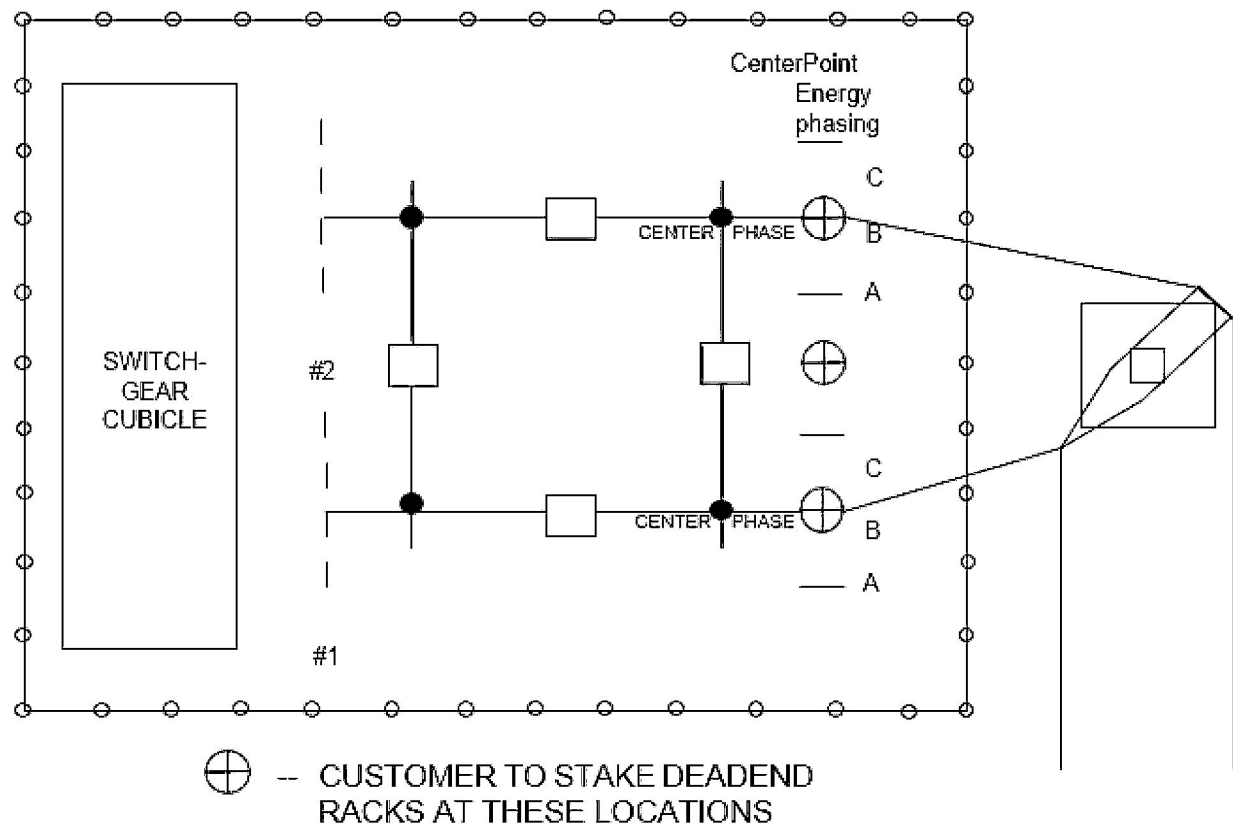 CenterPoint
Energy
phasing
C
CENTER PHASE
B
A
SWITCH-
GEAR
CUBICLE
#2
C
CENTER PHASE
B
A
#1
-- CUSTOMER TO STAKE DEADEND
RACKS AT THESE LOCATIONS